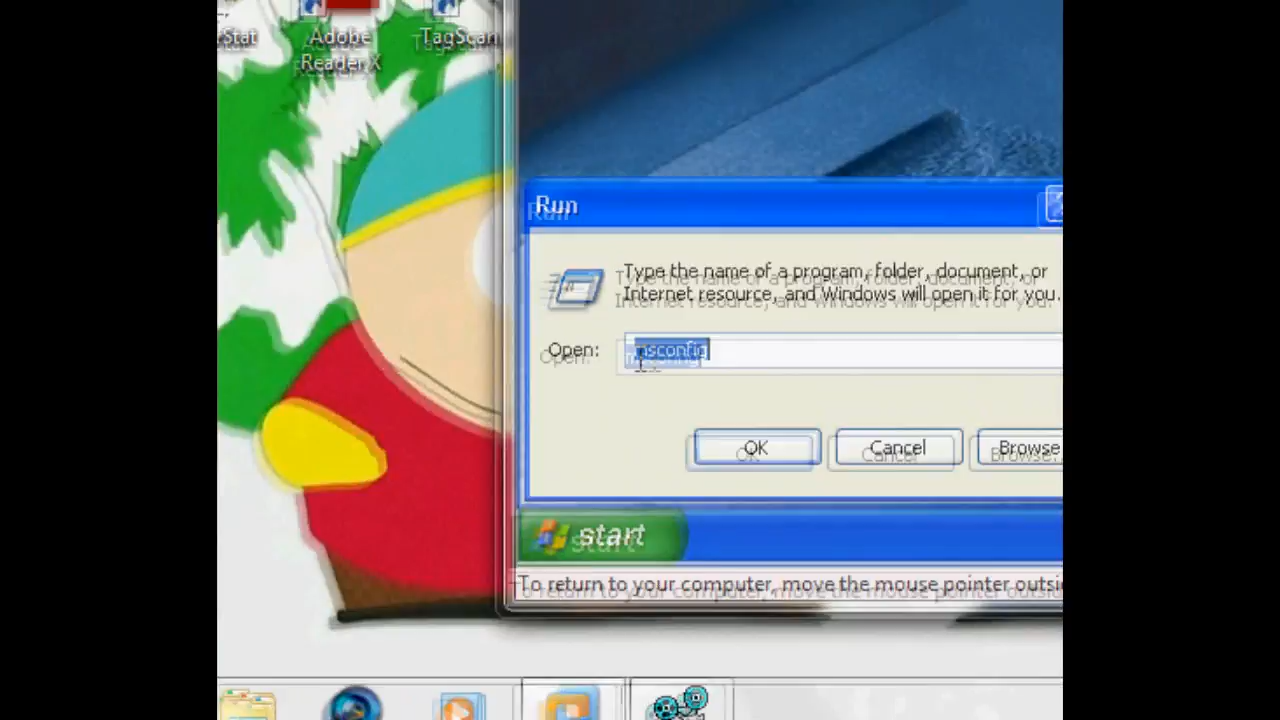 Stat
Adobe
Reader X
TagScan
Run
Type the name of a program, folder, document, or
Internet resource, and Windows will open it for you.
Open:
msconfig
OK
Cancel
Browse
start
To return to your computer, move the mouse pointer outsi